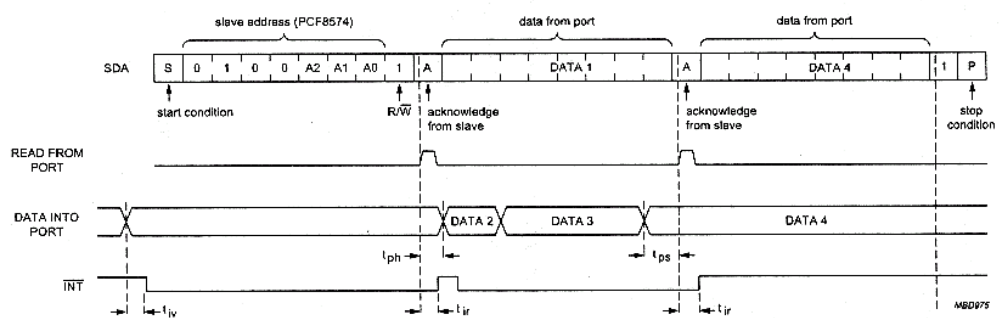 slave address (PCF8574) data from port data from port
SDA S 0 1 0 0 A2 A1 A0 1 A DATA 1 A DATA 4 1 P
start condition R/W̅ acknowledge from slave acknowledge from slave stop condition
READ FROM PORT
DATA INTO PORT DATA 2 DATA 3 DATA 4
tph tps
I̅N̅T̅
tiv tir tir MBD975